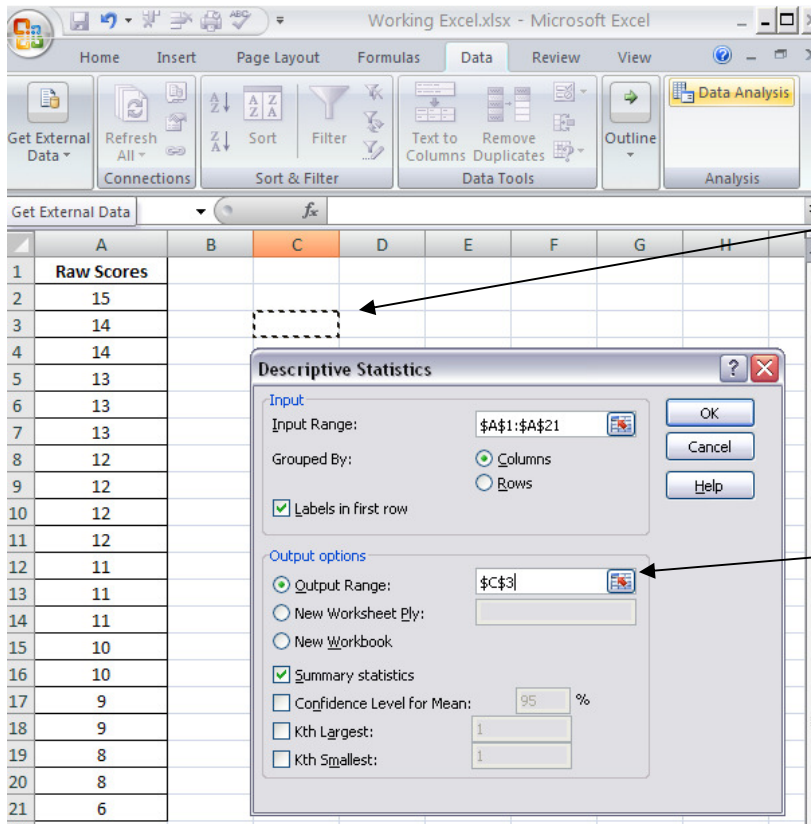 Working Excel.xlsx - Microsoft Excel
Home Insert Page Layout Formulas Data Review View
Get External Data
Refresh All
Connections
Sort
Filter
Sort & Filter
Text to Columns
Remove Duplicates
Data Tools
Outline
Data Analysis
Analysis
Get External Data
fx
A B C D E F G H
1 Raw Scores
2 15
3 14
4 14
5 13
6 13
7 13
8 12
9 12
10 12
11 12
12 11
13 11
14 11
15 10
16 10
17 9
18 9
19 8
20 8
21 6
Descriptive Statistics ? X
Input
Input Range: $A$1:$A$21
Grouped By: Columns
Rows
Labels in first row
OK
Cancel
Help
Output options
Output Range: $C$3
New Worksheet Ply:
New Workbook
Summary statistics
Confidence Level for Mean: 95 %
Kth Largest: 1
Kth Smallest: 1